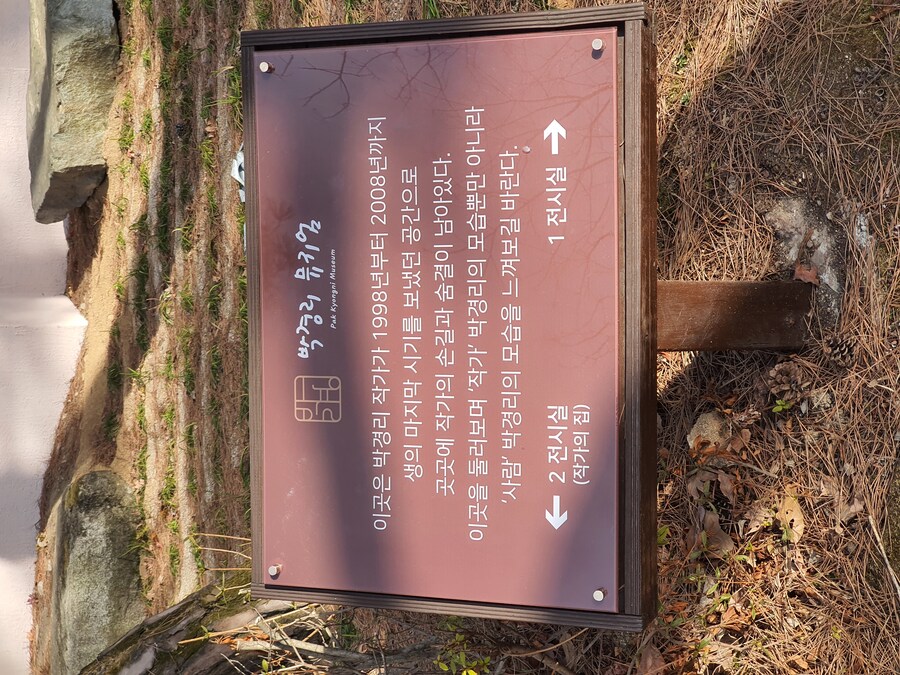 박경리 뮤지엄
Pak Kyongni Museum
이곳은 박경리 작가가 1998년부터 2008년까지
생의 마지막 시기를 보냈던 공간으로
곳곳에 작가의 손길과 숨결이 남아있다.
이곳을 둘러보며 ‘작가’ 박경리의 모습뿐만 아니라
‘사람’ 박경리의 모습을 느껴보길 바란다.
← 2 전시실 1 전시실 →
(작가의 집)